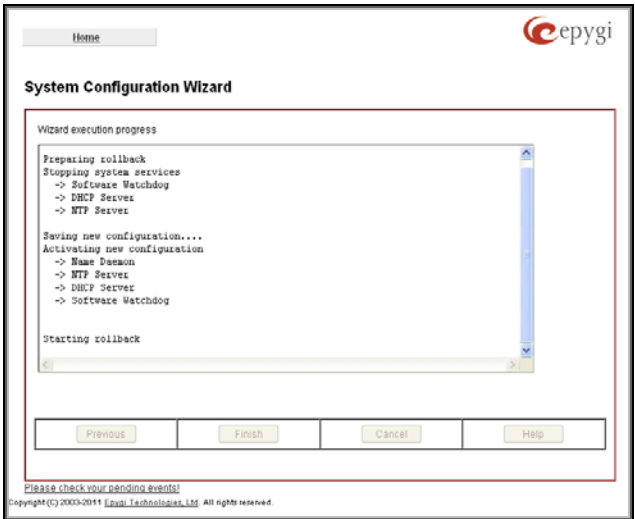 Home
epygi
System Configuration Wizard
Wizard execution progress
Preparing rollback
Stopping system services
-> Software Watchdog
-> DHCP Server
-> NTP Server
Saving new configuration....
Activating new configuration
-> Name Daemon
-> NTP Server
-> DHCP Server
-> Software Watchdog
Starting rollback
Previous Finish Cancel Help
Please check your pending events!
Copyright (C) 2003-2011 Epygi Technologies, Ltd. All rights reserved.